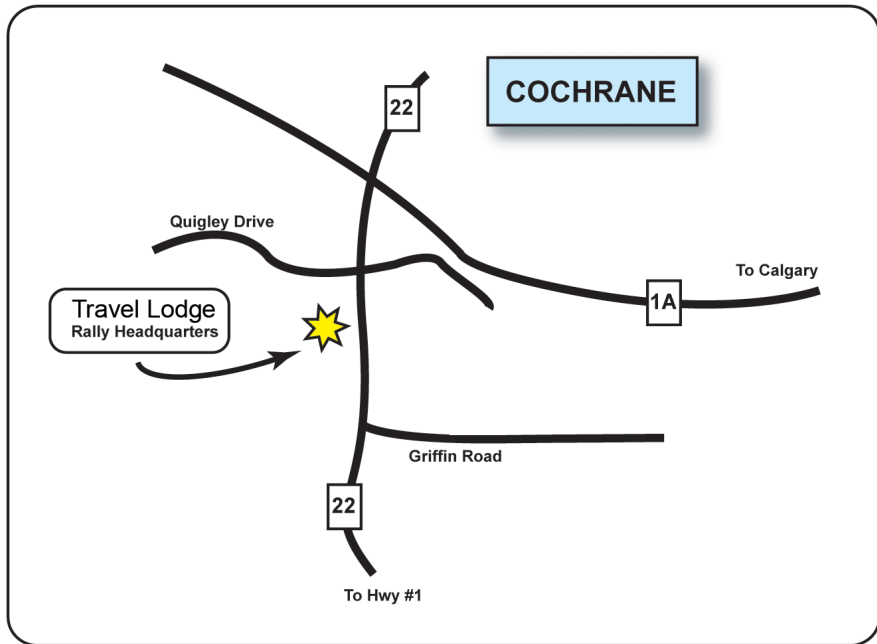 COCHRANE
22
Quigley Drive
To Calgary
1A
Travel Lodge
Rally Headquarters
Griffin Road
22
To Hwy #1